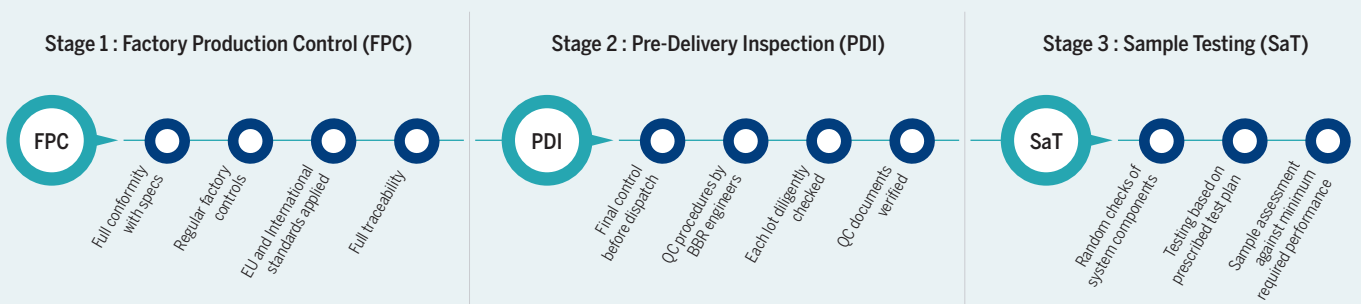 Stage 1 : Factory Production Control (FPC)
FPC
Full conformity
with specs
Regular factory
controls
EU and International
standards applied
Full traceability
Stage 2 : Pre-Delivery Inspection (PDI)
PDI
Final control
before dispatch
QC procedures by
BBR engineers
Each lot diligently
checked
QC documents
verified
Stage 3 : Sample Testing (SaT)
SaT
Random checks of
system components
Testing based on
prescribed test plan
Sample assessment
against minimum
required performance